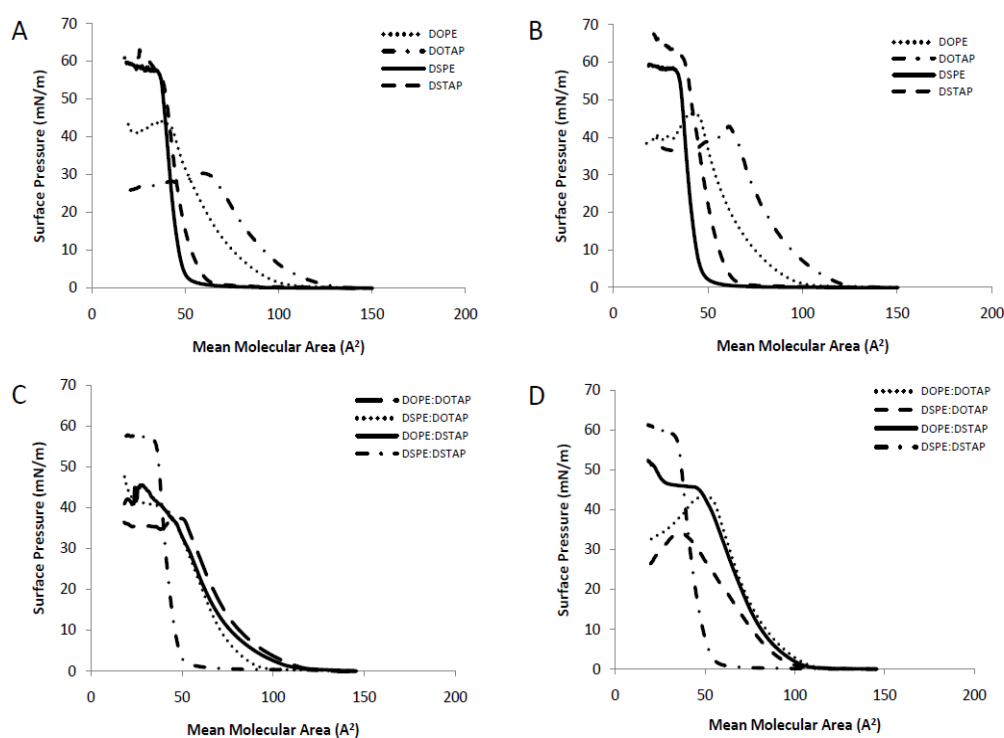 A
70
60
50
40
30
20
10
0
Surface Pressure (mN/m)
0 50 100 150 200
Mean Molecular Area (A²)
DOPE
DOTAP
DSPE
DSTAP
B
70
60
50
40
30
20
10
0
Surface Pressure (mN/m)
0 50 100 150 200
Mean Molecular Area (A²)
DOPE
DOTAP
DSPE
DSTAP
C
70
60
50
40
30
20
10
0
Surface Pressure (mN/m)
0 50 100 150 200
Mean Molecular Area (A²)
DOPE:DOTAP
DSPE:DOTAP
DOPE:DSTAP
DSPE:DSTAP
D
70
60
50
40
30
20
10
0
Surface Pressure (mN/m)
0 50 100 150 200
Mean Molecular Area (A²)
DOPE:DOTAP
DSPE:DOTAP
DOPE:DSTAP
DSPE:DSTAP